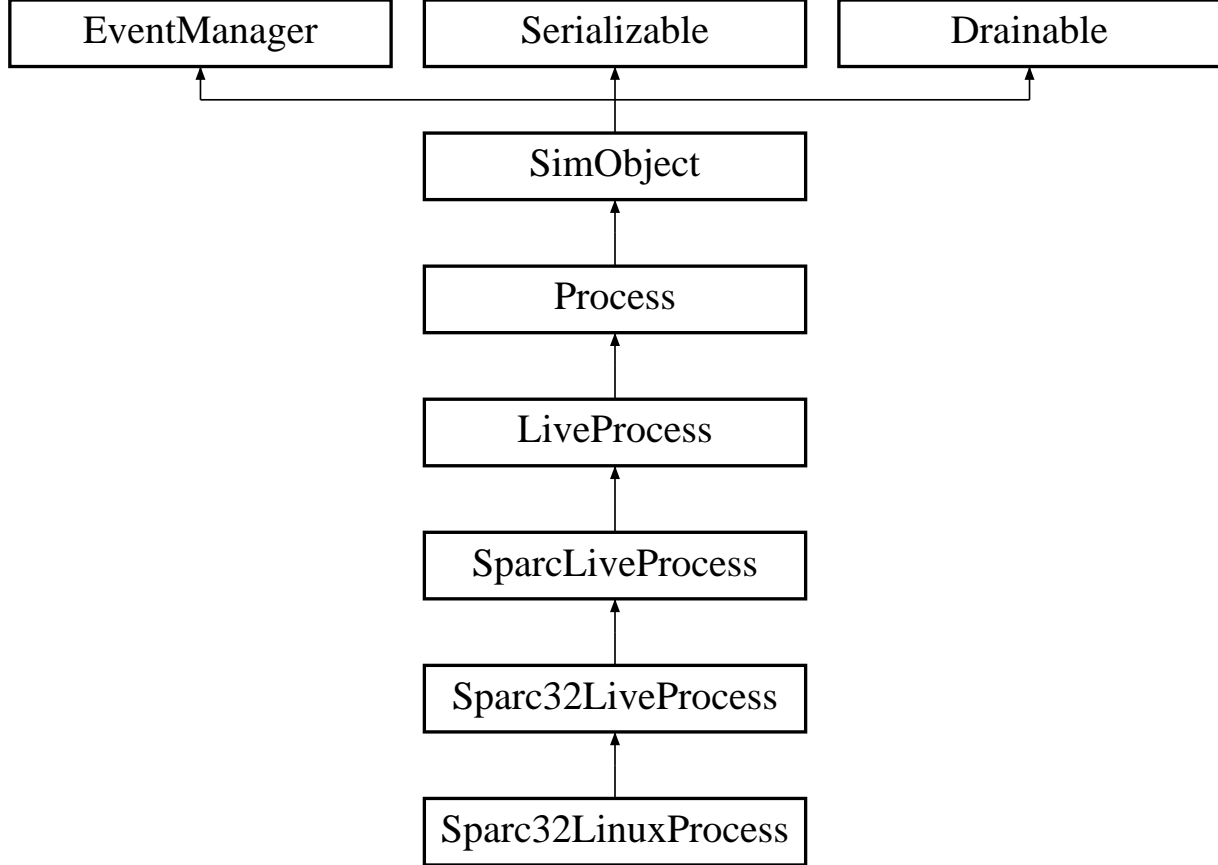 EventManager
Serializable
Drainable
SimObject
Process
LiveProcess
SparcLiveProcess
Sparc32LiveProcess
Sparc32LinuxProcess